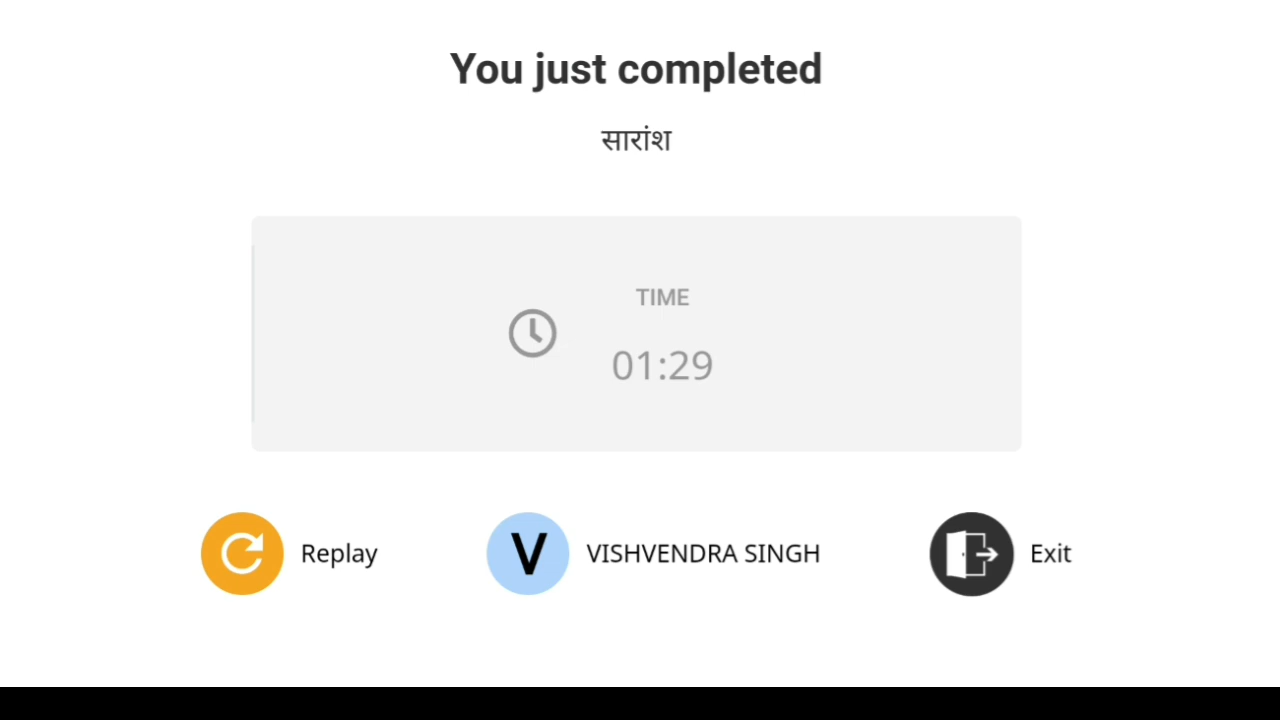 You just completed
सारांश
TIME
01:29
Replay
V
VISHVENDRA SINGH
Exit